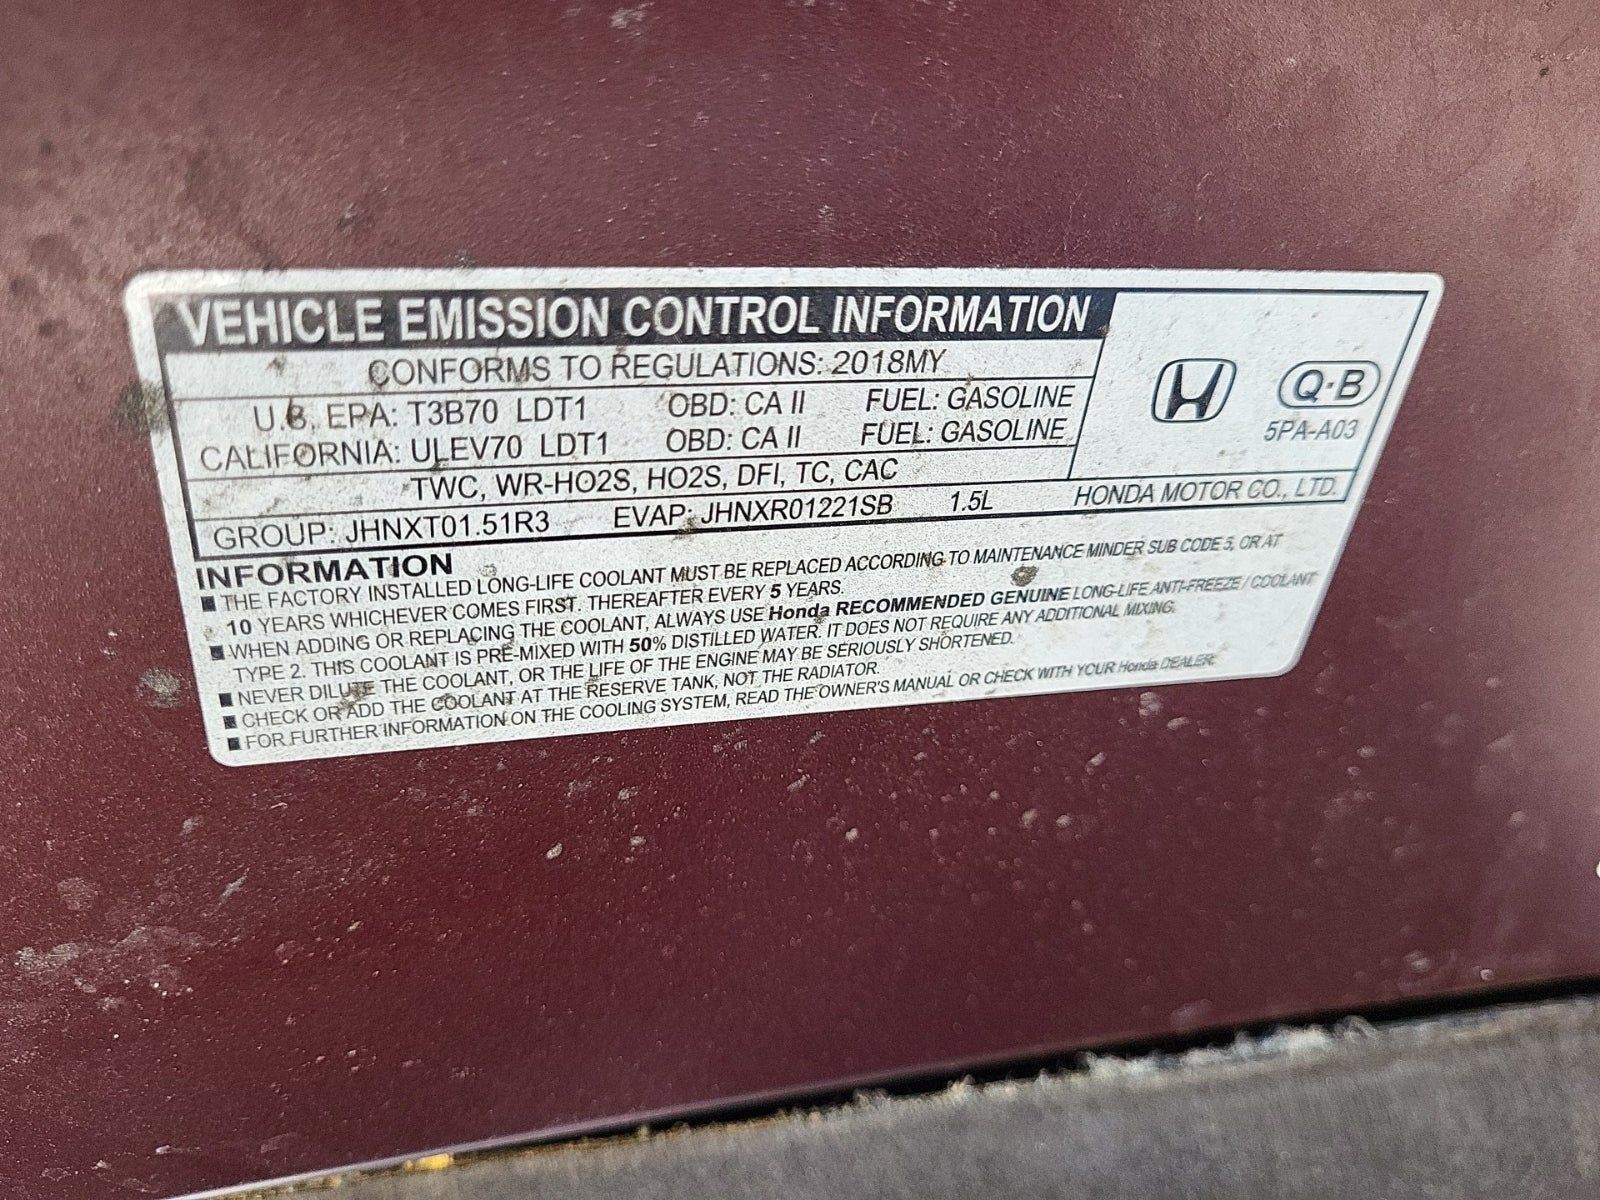 VEHICLE EMISSION CONTROL INFORMATION
CONFORMS TO REGULATIONS: 2018MY
U.S. EPA: T3B70 LDT1 OBD: CA II FUEL: GASOLINE
CALIFORNIA: ULEV70 LDT1 OBD: CA II FUEL: GASOLINE
Q·B
5PA-A03
TWC, WR-HO2S, HO2S, DFI, TC, CAC
GROUP: JHNXT01.51R3 EVAP: JHNXR01221SB 1.5L HONDA MOTOR CO., LTD.
INFORMATION
■ THE FACTORY INSTALLED LONG-LIFE COOLANT MUST BE REPLACED ACCORDING TO MAINTENANCE MINDER SUB CODE 5, OR AT
10 YEARS WHICHEVER COMES FIRST. THEREAFTER EVERY 5 YEARS.
■ WHEN ADDING OR REPLACING THE COOLANT, ALWAYS USE Honda RECOMMENDED GENUINE LONG-LIFE ANTI-FREEZE / COOLANT
TYPE 2. THIS COOLANT IS PRE-MIXED WITH 50% DISTILLED WATER. IT DOES NOT REQUIRE ANY ADDITIONAL MIXING.
■ NEVER DILUTE THE COOLANT, OR THE LIFE OF THE ENGINE MAY BE SERIOUSLY SHORTENED.
■ CHECK OR ADD THE COOLANT AT THE RESERVE TANK, NOT THE RADIATOR.
■ FOR FURTHER INFORMATION ON THE COOLING SYSTEM, READ THE OWNER'S MANUAL OR CHECK WITH YOUR Honda DEALER.